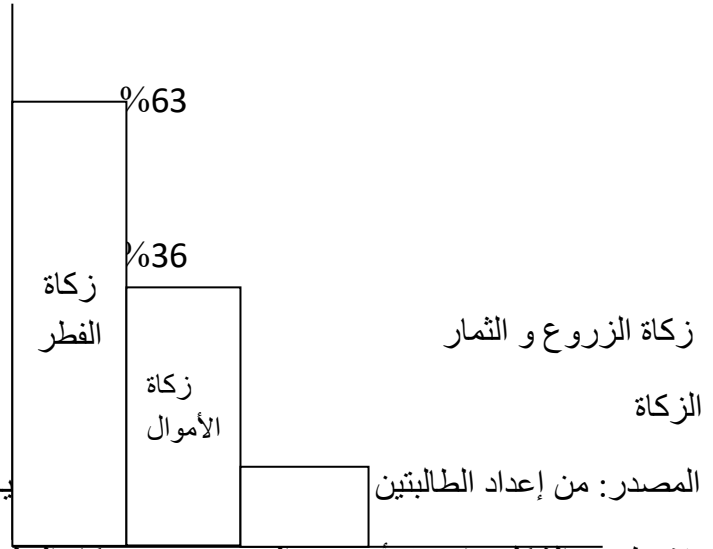 %63
%36
زكاة
الفطر
زكاة
الأموال
زكاة الزروع و الثمار
الزكاة
المصدر: من إعداد الطالبتين